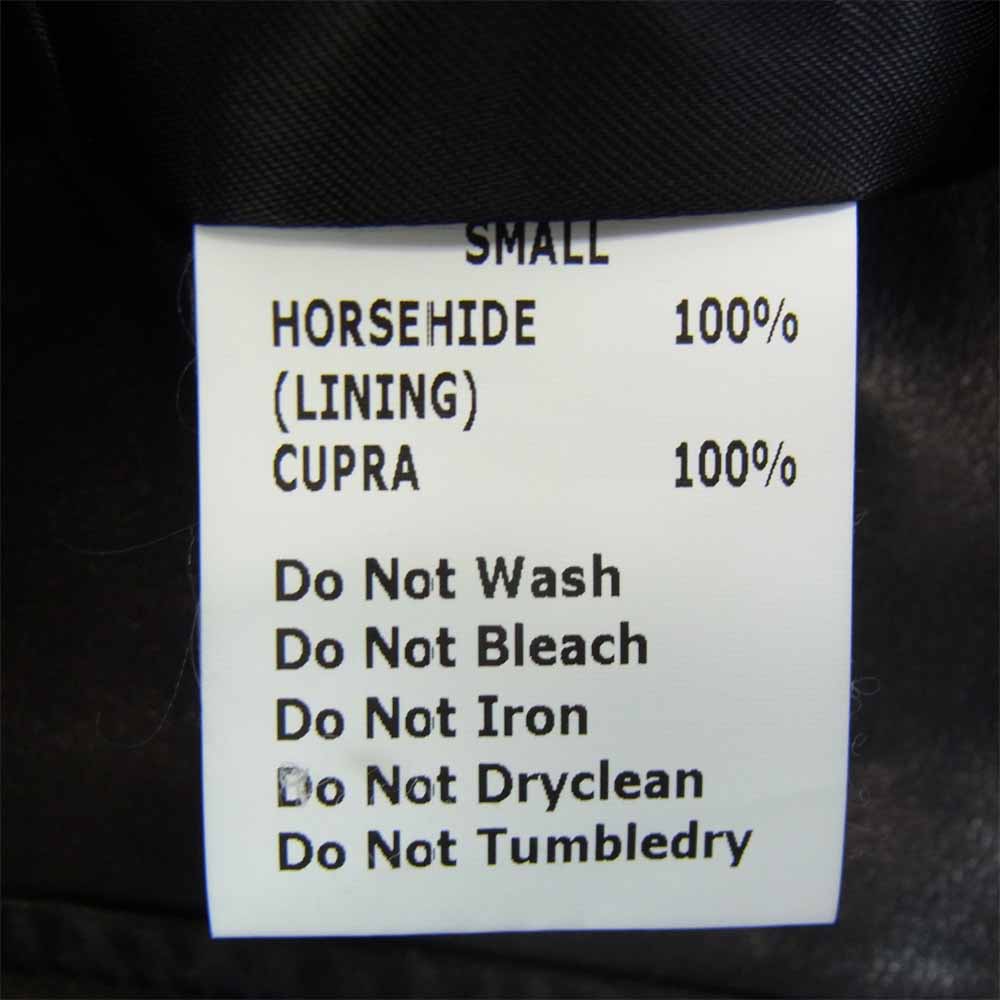 SMALL
HORSEHIDE 100%
(LINING)
CUPRA 100%
Do Not Wash
Do Not Bleach
Do Not Iron
Do Not Dryclean
Do Not Tumbledry